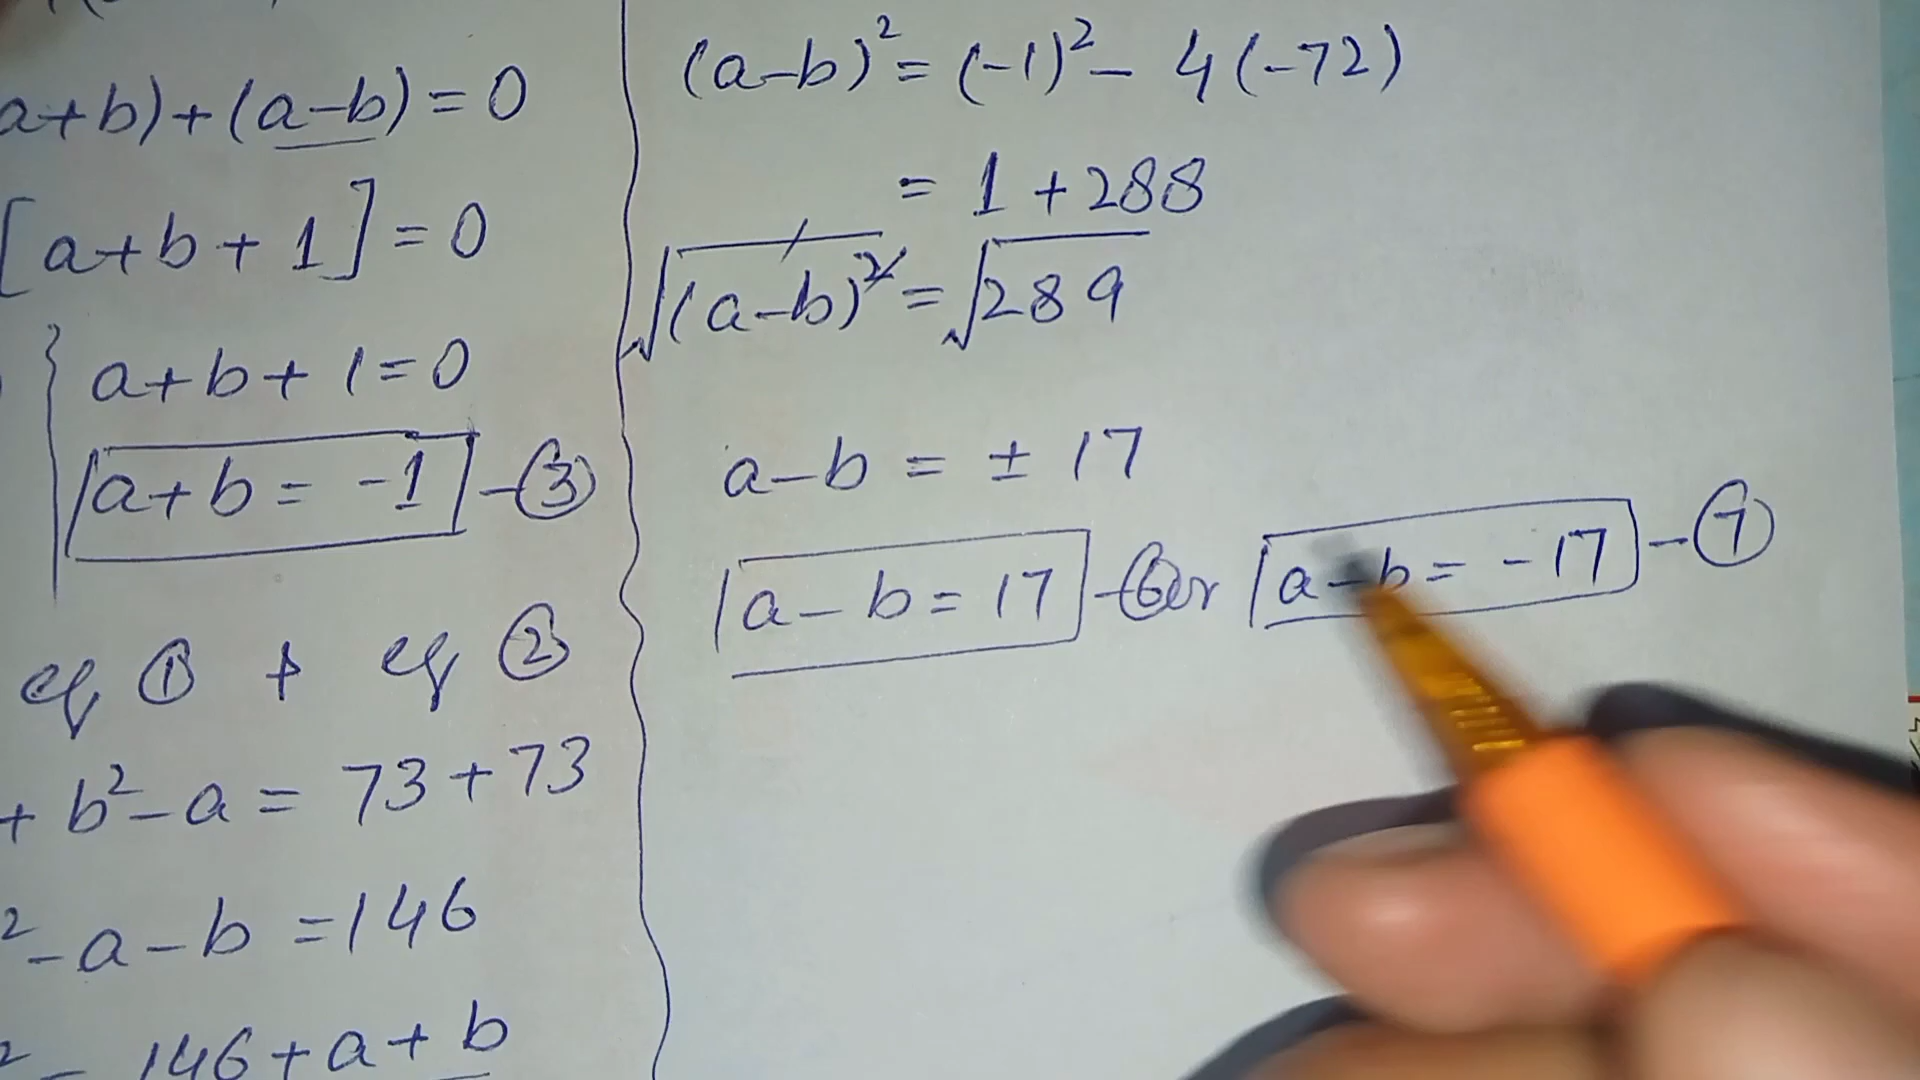 a+b)+(a-b)=0
[a+b+1]=0
a+b+1=0
a+b=-1 -③
eq ① + eq ②
+b²-a=73+73
²-a-b=146
146+a+b
(a-b)²=(-1)²-4(-72)
=1+288
√(a-b)²=√289
a-b=±17
a-b=17 -⑥ or a-b=-17 -⑦